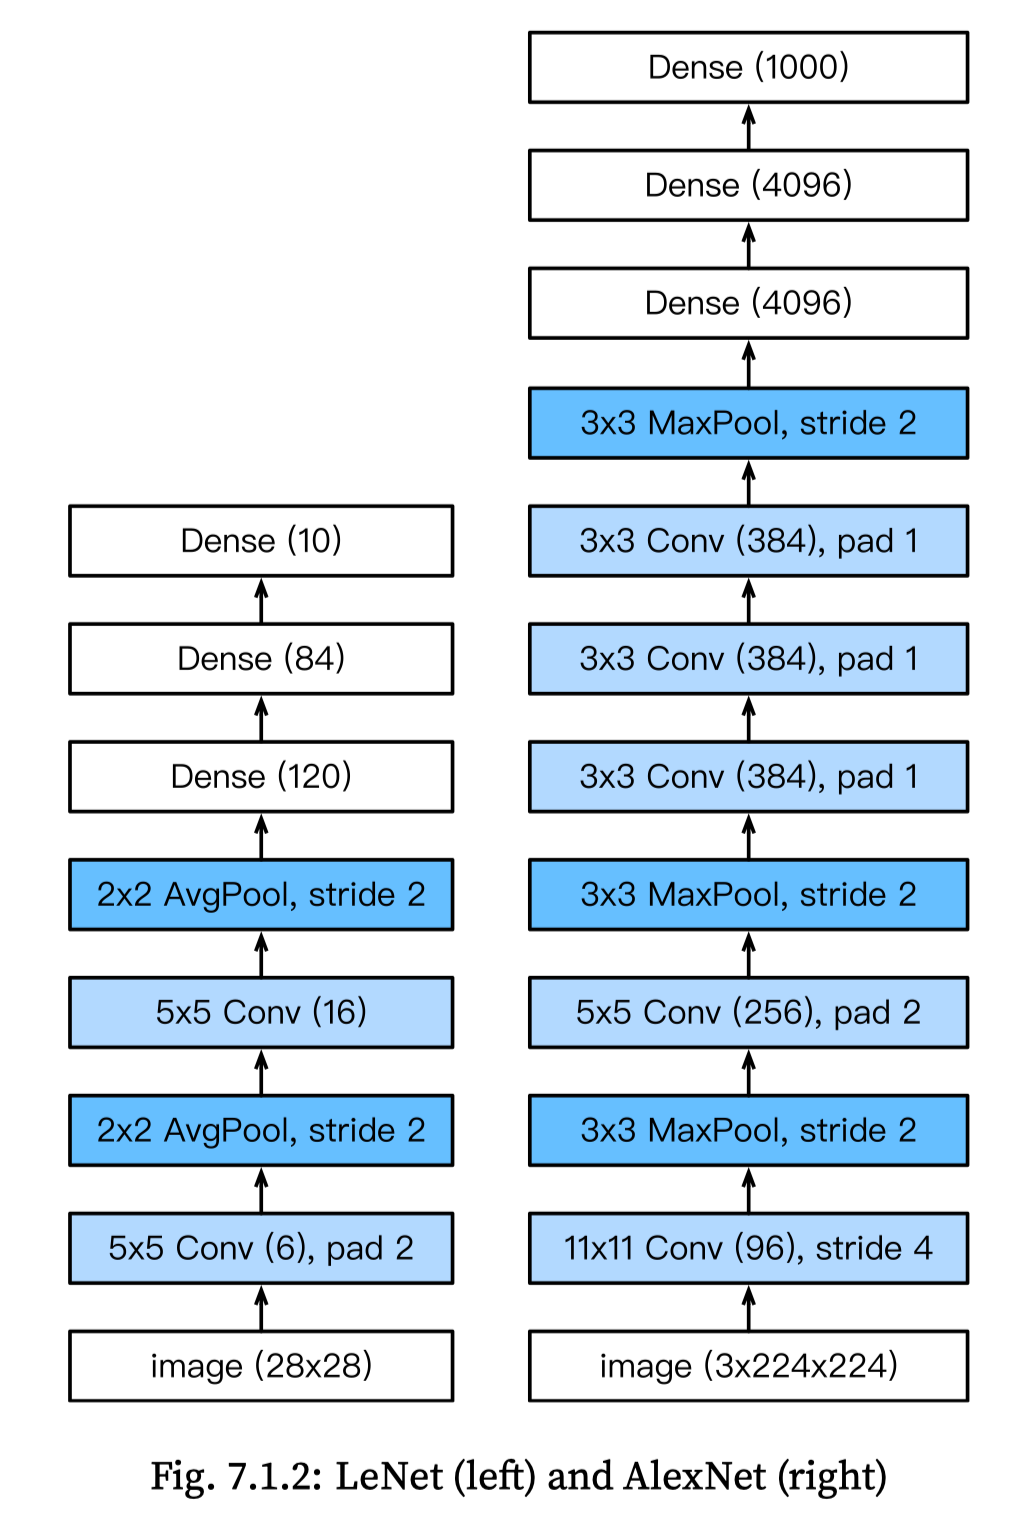 Dense (10)
Dense (84)
Dense (120)
2x2 AvgPool, stride 2
5x5 Conv (16)
2x2 AvgPool, stride 2
5x5 Conv (6), pad 2
image (28x28)
Dense (1000)
Dense (4096)
Dense (4096)
3x3 MaxPool, stride 2
3x3 Conv (384), pad 1
3x3 Conv (384), pad 1
3x3 Conv (384), pad 1
3x3 MaxPool, stride 2
5x5 Conv (256), pad 2
3x3 MaxPool, stride 2
11x11 Conv (96), stride 4
image (3x224x224)
Fig. 7.1.2: LeNet (left) and AlexNet (right)